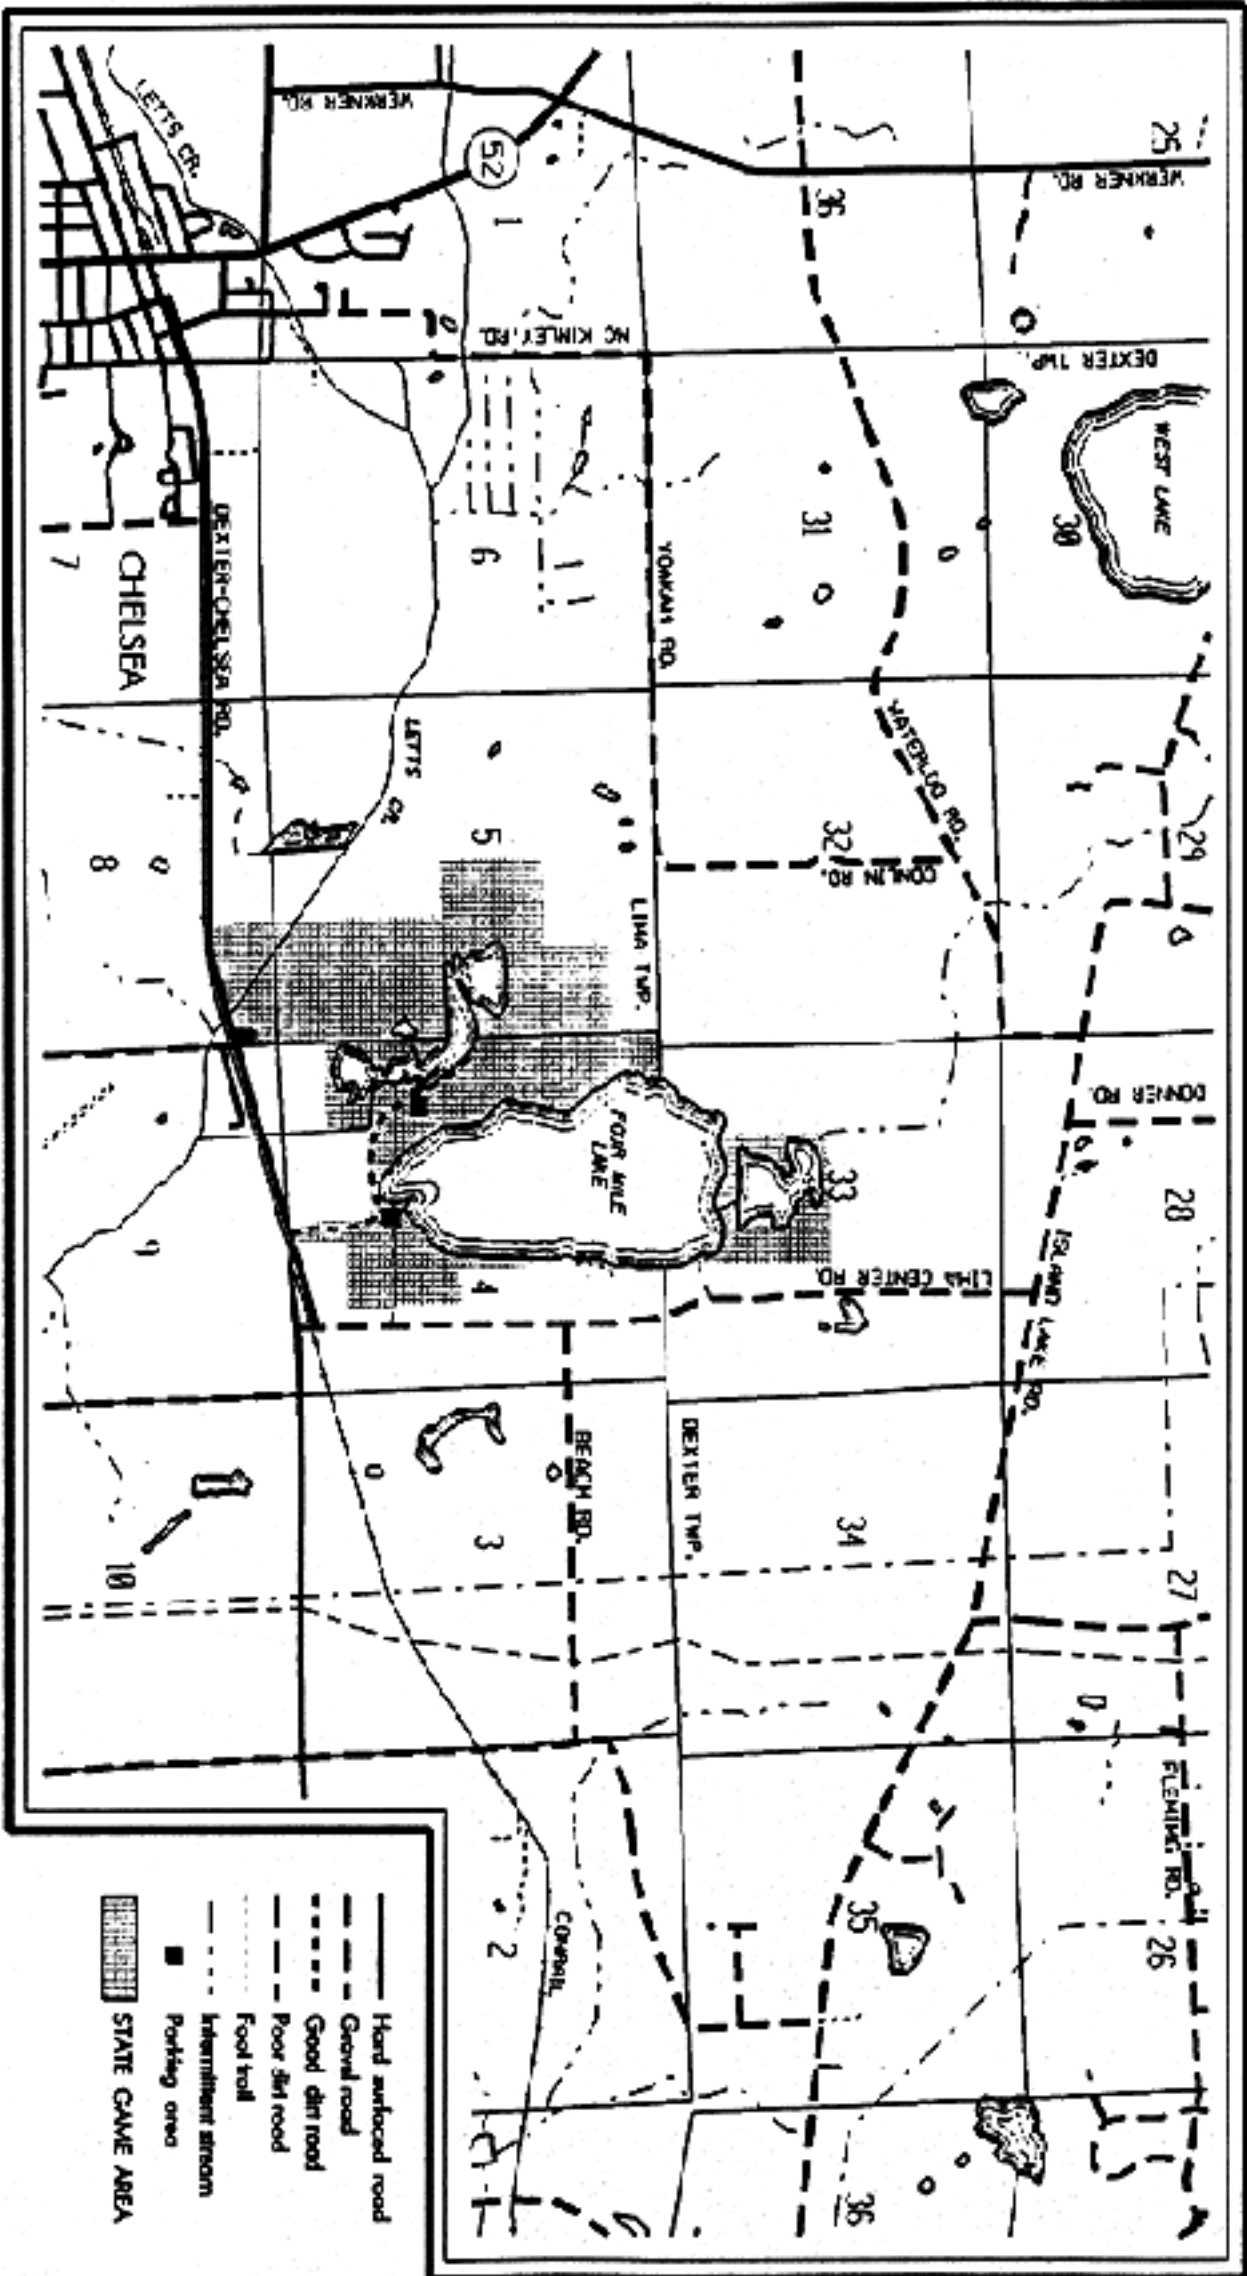 25
WERKNER RD.
36
WERKNER RD.
LETTS CR.
52
1
MC KINLEY RD.
DEXTER TWP.
WEST LAKE
30
31
YOAKAM RD.
6
DEXTER-CHELSEA RD.
CHELSEA
7
29
WATERLOO RD.
32
CONLIN RD.
LETTS CR.
5
8
LIMA TWP.
DONNER RD.
28
FOUR MILE
LAKE
33
ISLAND LAKE RD.
LIMA CENTER RD.
4
9
DEXTER TWP.
BEACH RD.
34
3
27
10
FLEMING RD.
26
35
CONRAIL
2
36
Hard surfaced road
Gravel road
Good dirt road
Poor dirt road
Foot trail
Intermittent stream
Parking area
STATE GAME AREA